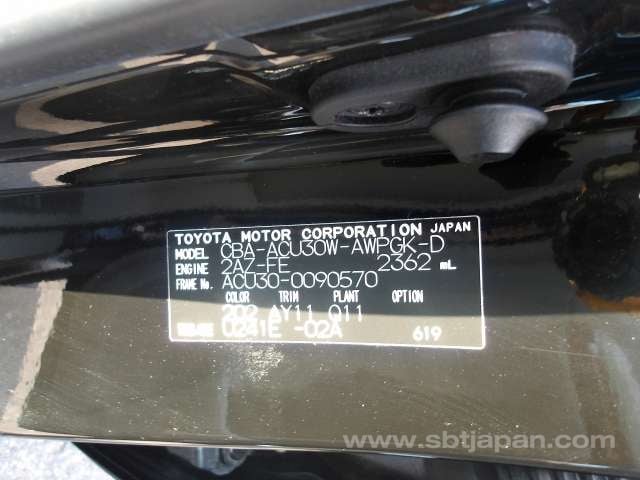 TOYOTA MOTOR CORPORATION JAPAN
MODEL CBA-ACU30W-AWPGK-D
ENGINE 2AZ-FE 2362 mL
FRAME No. ACU30-0090570
COLOR TRIM PLANT OPTION
202 AY11 Q11
U241E -02A 619
www.sbtjapan.com